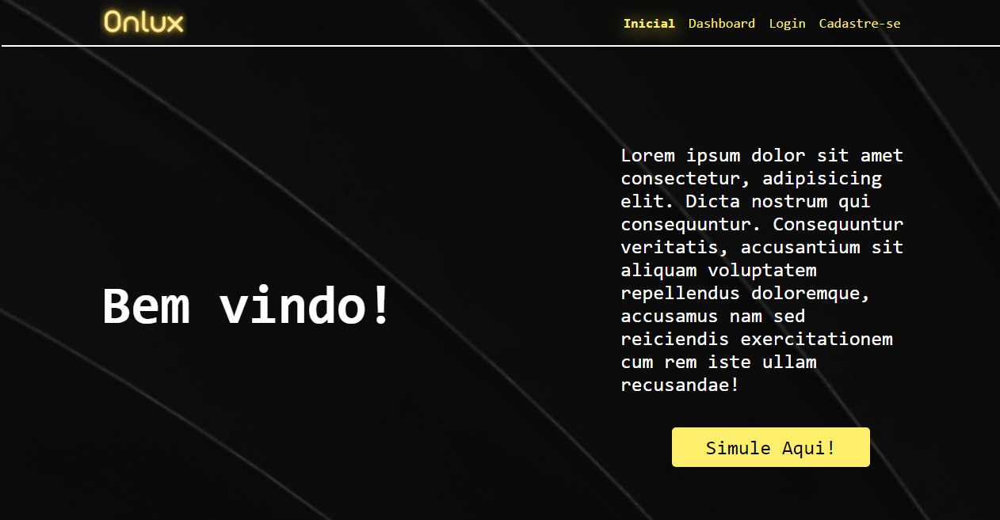 Onlux
Inicial Dashboard Login Cadastre-se
Lorem ipsum dolor sit amet
consectetur, adipisicing
elit. Dicta nostrum qui
consequuntur. Consequuntur
veritatis, accusantium sit
aliquam voluptatem
repellendus doloremque,
accusamus nam sed
reiciendis exercitationem
cum rem iste ullam
recusandae!
Bem vindo!
Simule Aqui!